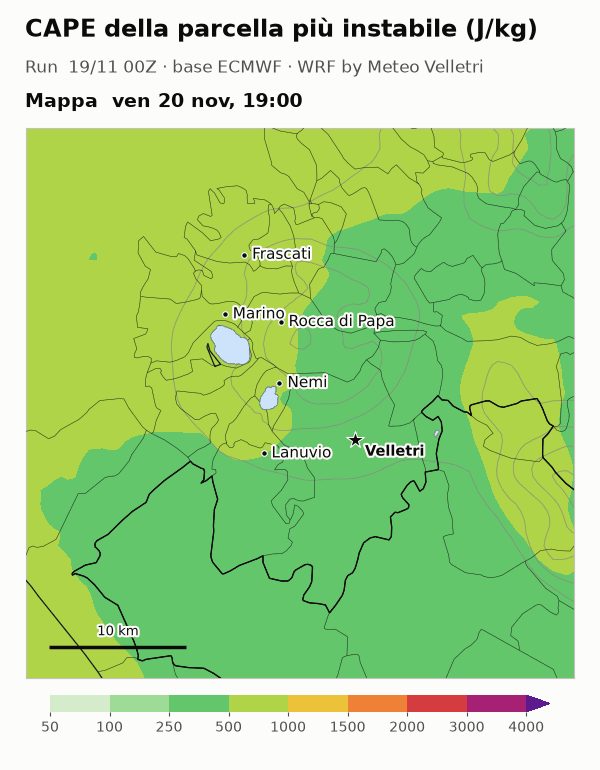 CAPE della parcella più instabile (J/kg)
Run 19/11 00Z · base ECMWF · WRF by Meteo Velletri
Mappa ven 20 nov, 19:00
Frascati
Marino
Rocca di Papa
Nemi
Velletri
Lanuvio
10 km
50 100 250 500 1000 1500 2000 3000 4000